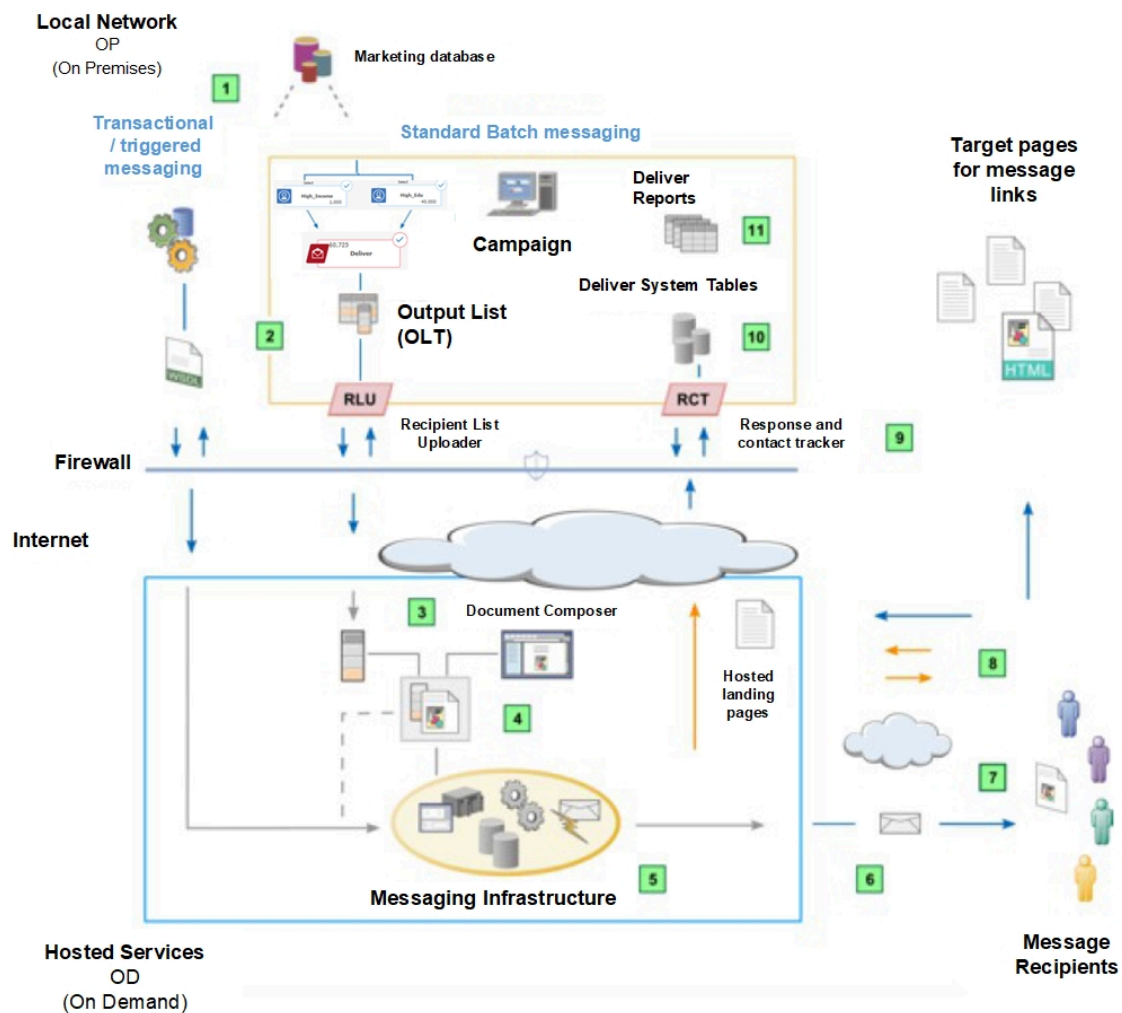 Local Network
OP
(On Premises)
Marketing database
1
Transactional
/ triggered
messaging
Standard Batch messaging
Target pages
for message
links
High_Income
High_Edu
Deliver
Campaign
Deliver
Reports
11
Deliver System Tables
Output List
(OLT)
2
10
WSDL
HTML
RLU
RCT
Recipient List
Uploader
Response and
contact tracker
9
Firewall
Internet
3
Document Composer
Hosted
landing
pages
8
4
7
Messaging Infrastructure
5
6
Hosted Services
OD
(On Demand)
Message
Recipients